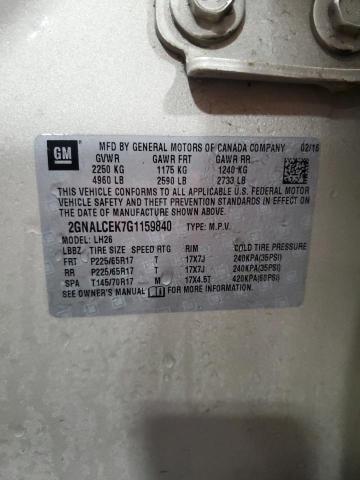 GM
MFD BY GENERAL MOTORS OF CANADA COMPANY 02/16
GVWR GAWR FRT GAWR RR
2250 KG 1175 KG 1240 KG
4960 LB 2590 LB 2733 LB
THIS VEHICLE CONFORMS TO ALL APPLICABLE U.S. FEDERAL MOTOR
VEHICLE SAFETY AND THEFT PREVENTION STANDARDS IN EFFECT ON
THE DATE OF MANUFACTURE SHOWN ABOVE.
2GNALCEK7G1159840 TYPE: M.P.V.
MODEL: LH26
LBBZ TIRE SIZE SPEED RTG RIM COLD TIRE PRESSURE
FRT P225/65R17 T 17X7J 240KPA(35PSI)
RR P225/65R17 T 17X7J 240KPA(35PSI)
SPA T145/70R17 M 17X4.5T 420KPA(60PSI)
SEE OWNER'S MANUAL FOR MORE INFORMATION